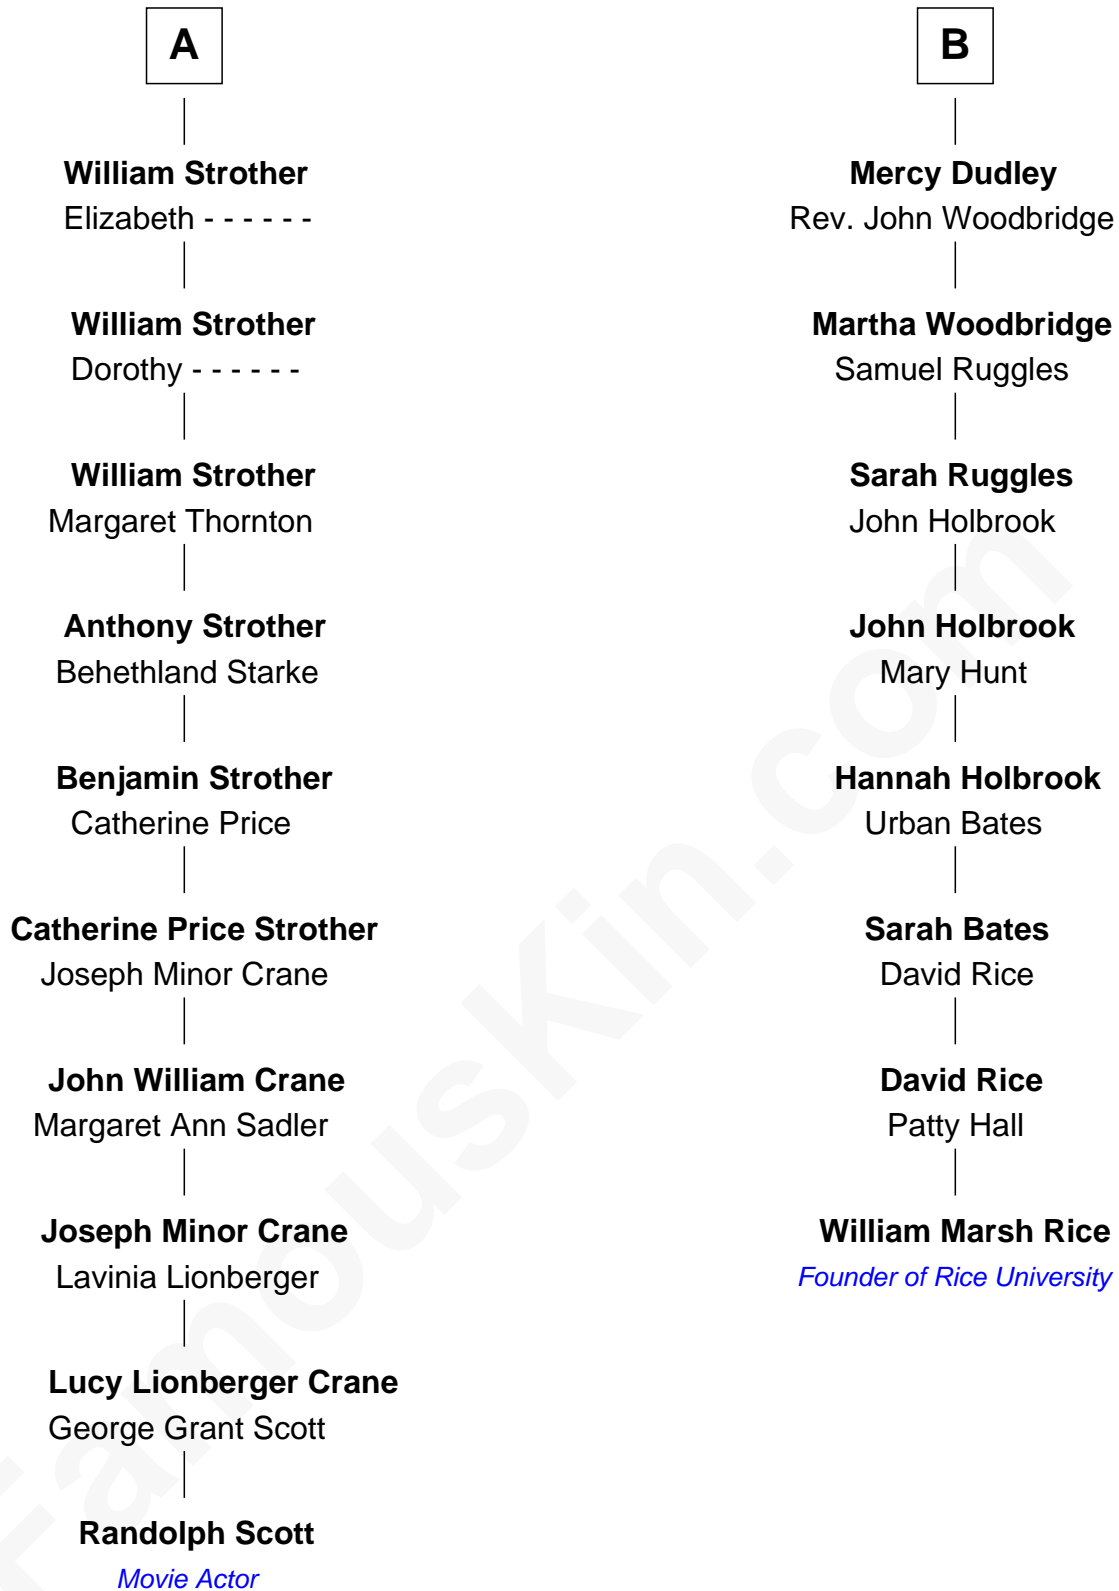 A
William Strother
Elizabeth - - - - - -
William Strother
Dorothy - - - - - -
William Strother
Margaret Thornton
Anthony Strother
Behethland Starke
Benjamin Strother
Catherine Price
Catherine Price Strother
Joseph Minor Crane
John William Crane
Margaret Ann Sadler
Joseph Minor Crane
Lavinia Lionberger
Lucy Lionberger Crane
George Grant Scott
Randolph Scott
Movie Actor
B
Mercy Dudley
Rev. John Woodbridge
Martha Woodbridge
Samuel Ruggles
Sarah Ruggles
John Holbrook
John Holbrook
Mary Hunt
Hannah Holbrook
Urban Bates
Sarah Bates
David Rice
David Rice
Patty Hall
William Marsh Rice
Founder of Rice University
FamousKin.com